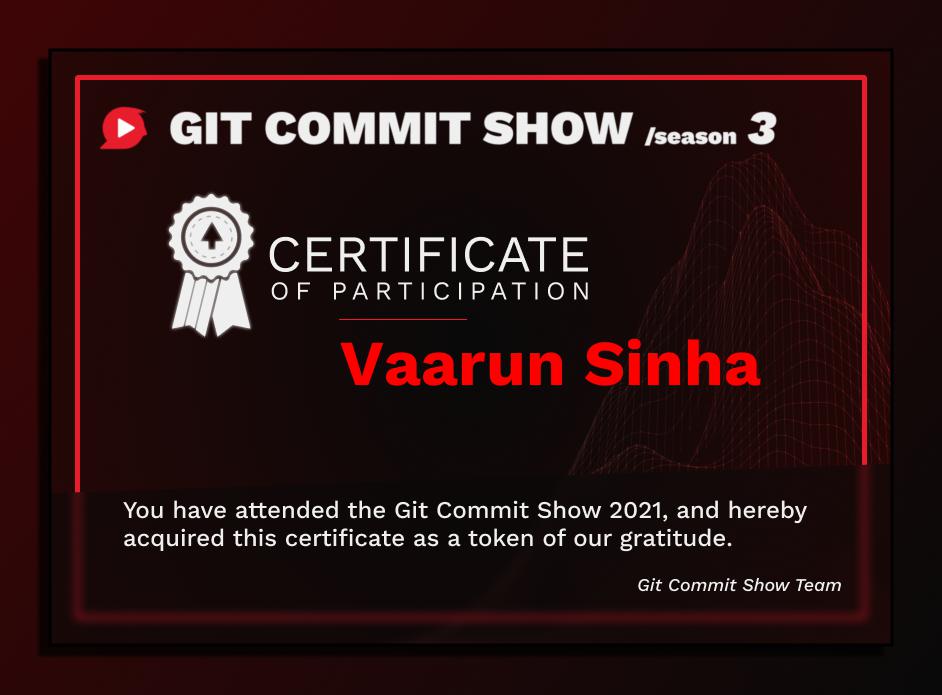 GIT COMMIT SHOW /season 3
CERTIFICATE
OF PARTICIPATION
Vaarun Sinha
You have attended the Git Commit Show 2021, and hereby
acquired this certificate as a token of our gratitude.
Git Commit Show Team